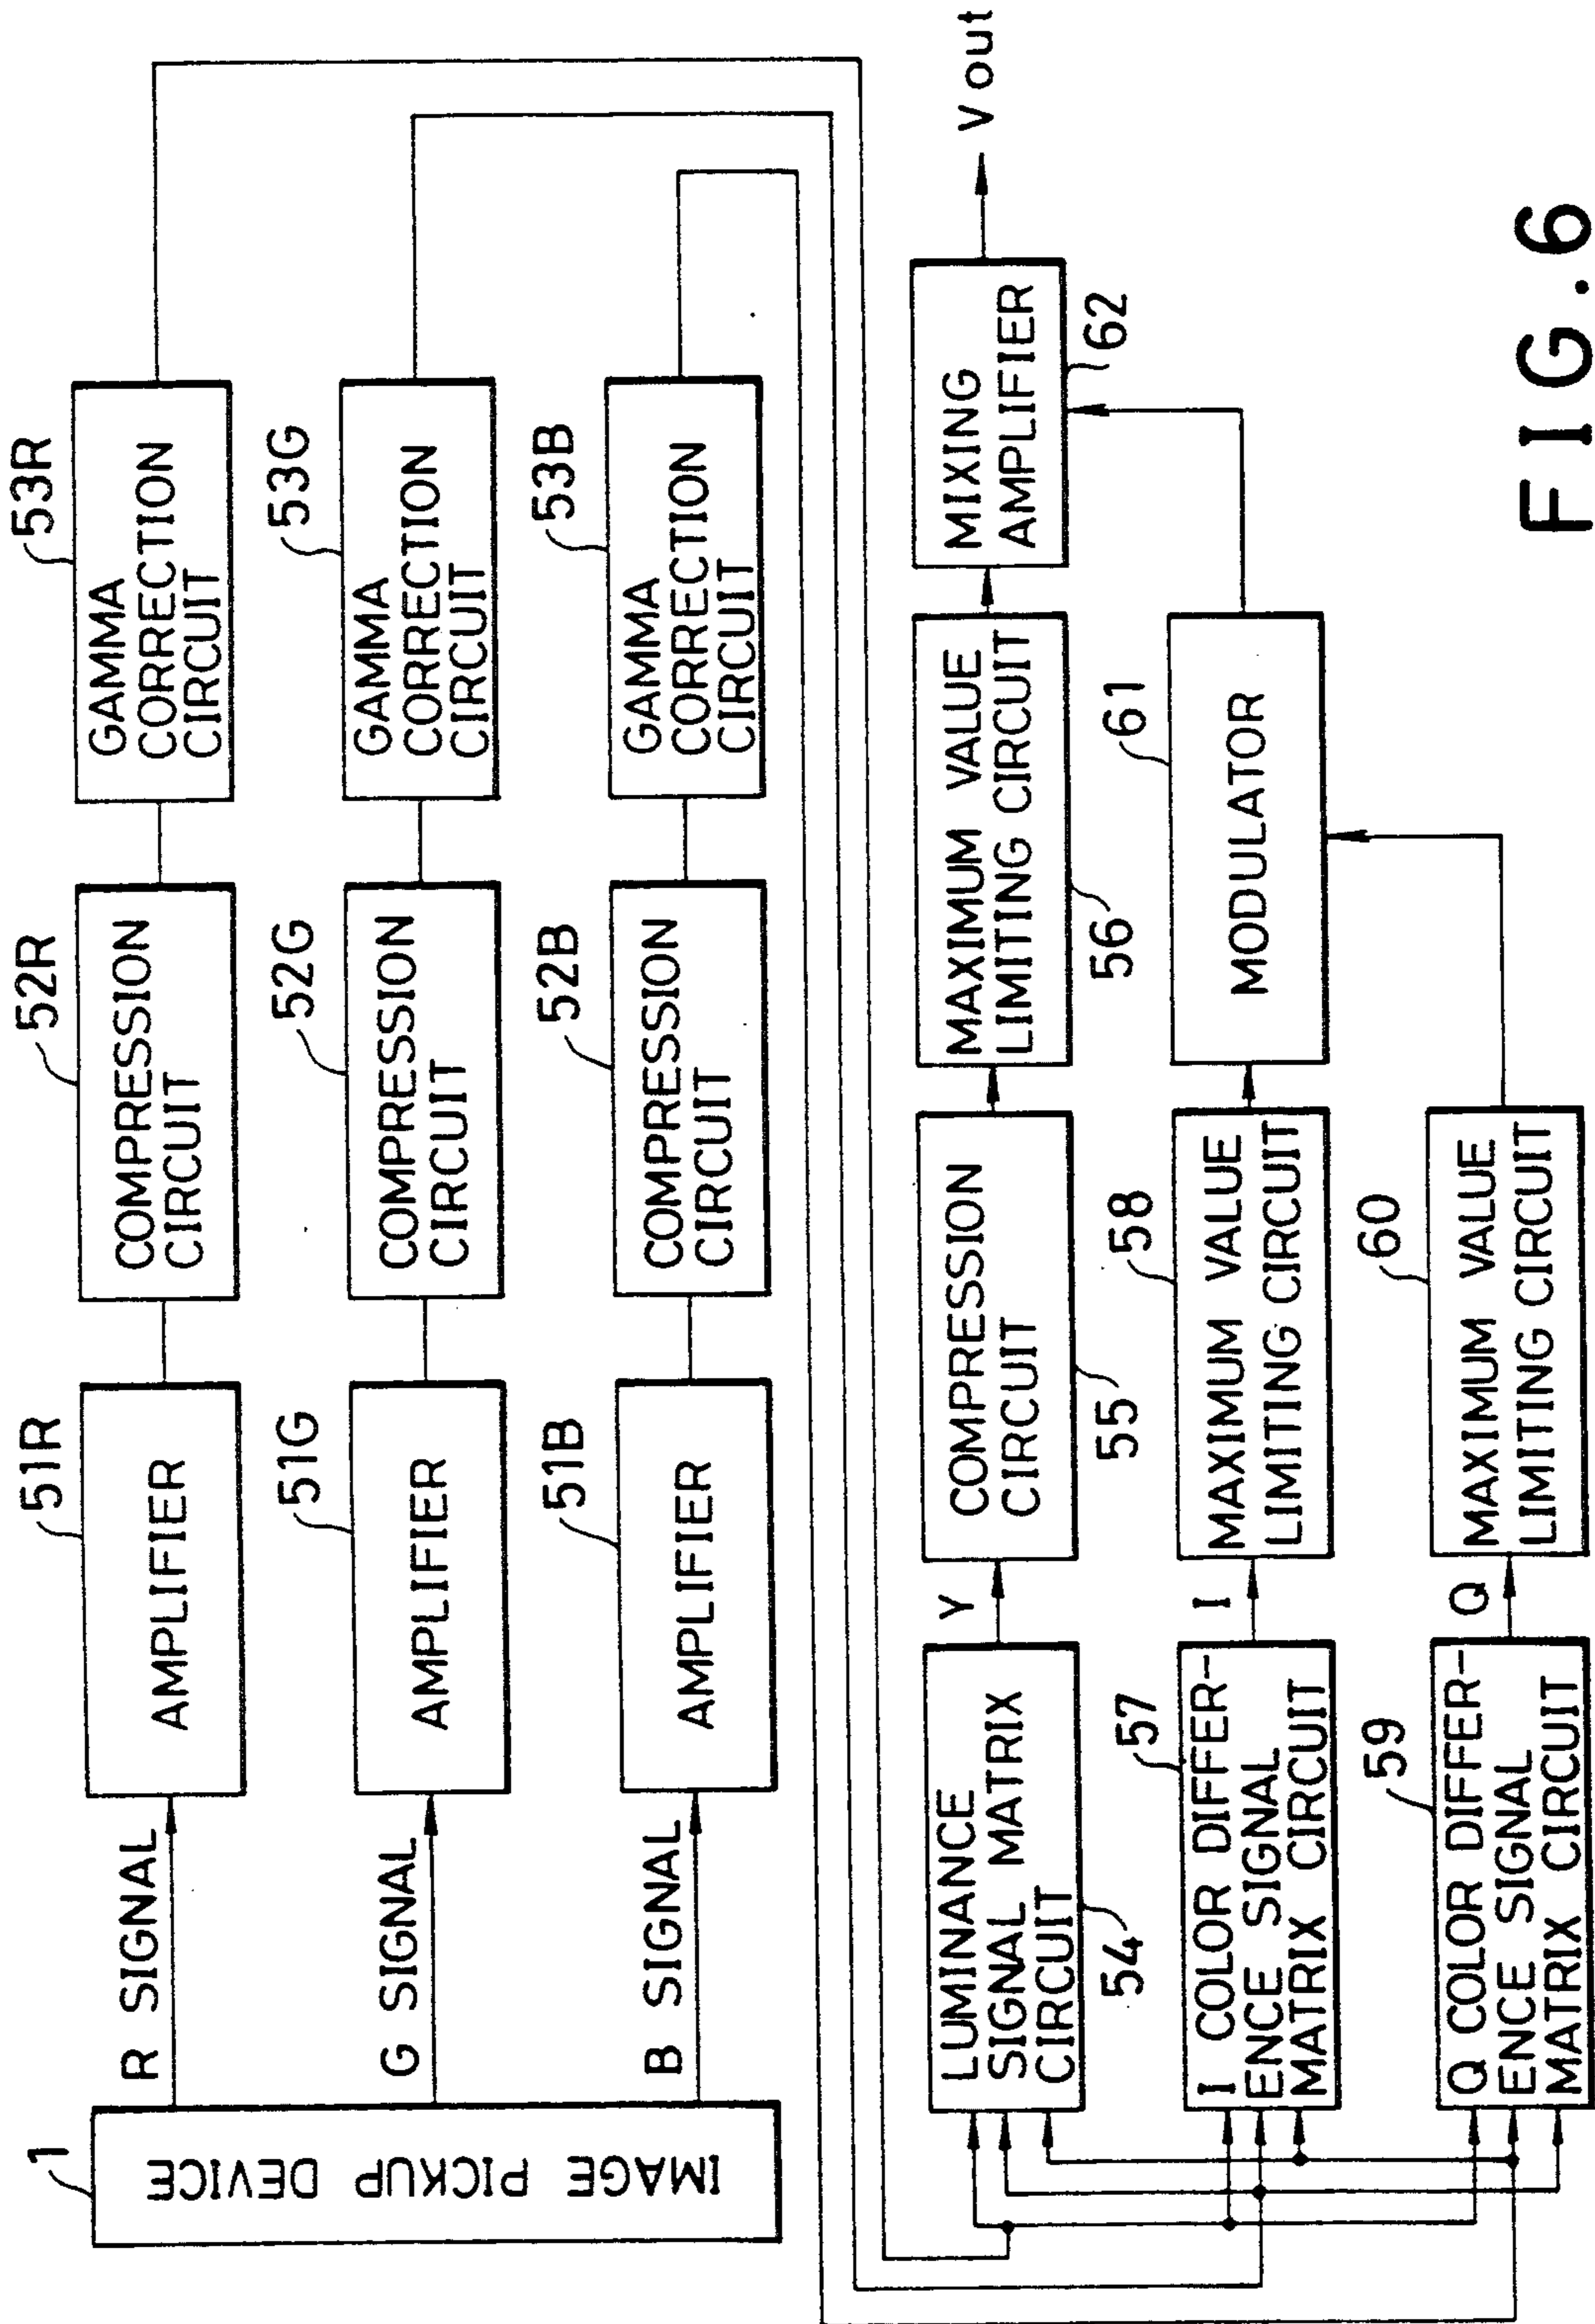 1
IMAGE PICKUP DEVICE
R SIGNAL
51R
AMPLIFIER
52R
COMPRESSION
CIRCUIT
53R
GAMMA
CORRECTION
CIRCUIT
G SIGNAL
51G
AMPLIFIER
52G
COMPRESSION
CIRCUIT
53G
GAMMA
CORRECTION
CIRCUIT
B SIGNAL
51B
AMPLIFIER
52B
COMPRESSION
CIRCUIT
53B
GAMMA
CORRECTION
CIRCUIT
LUMINANCE
SIGNAL MATRIX
CIRCUIT
54
Y
COMPRESSION
CIRCUIT
55
MAXIMUM VALUE
LIMITING CIRCUIT
56
MIXING
AMPLIFIER
62
Vout
57
I COLOR DIFFER-
ENCE SIGNAL
MATRIX CIRCUIT
I
58
MAXIMUM VALUE
LIMITING CIRCUIT
61
MODULATOR
59
Q COLOR DIFFER-
ENCE SIGNAL
MATRIX CIRCUIT
Q
60
MAXIMUM VALUE
LIMITING CIRCUIT
FIG.6